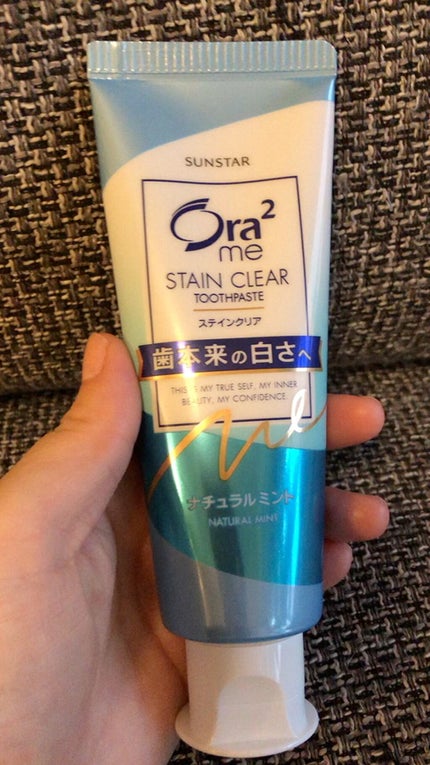 SUNSTAR
Ora²
me
STAIN CLEAR
TOOTHPASTE
ステインクリア
歯本来の白さへ
THIS IS MY TRUE SELF, MY INNER
BEAUTY, MY CONFIDENCE.
me
ナチュラルミント
NATURAL MINT